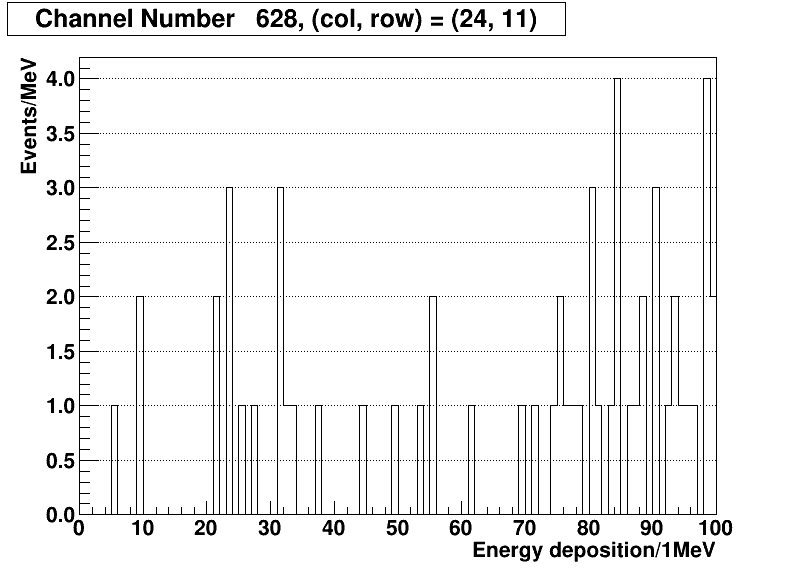 Channel Number 628, (col, row) = (24, 11)
Events/MeV
4.0
3.5
3.0
2.5
2.0
1.5
1.0
0.5
0.0
0 10 20 30 40 50 60 70 80 90 100
Energy deposition/1MeV